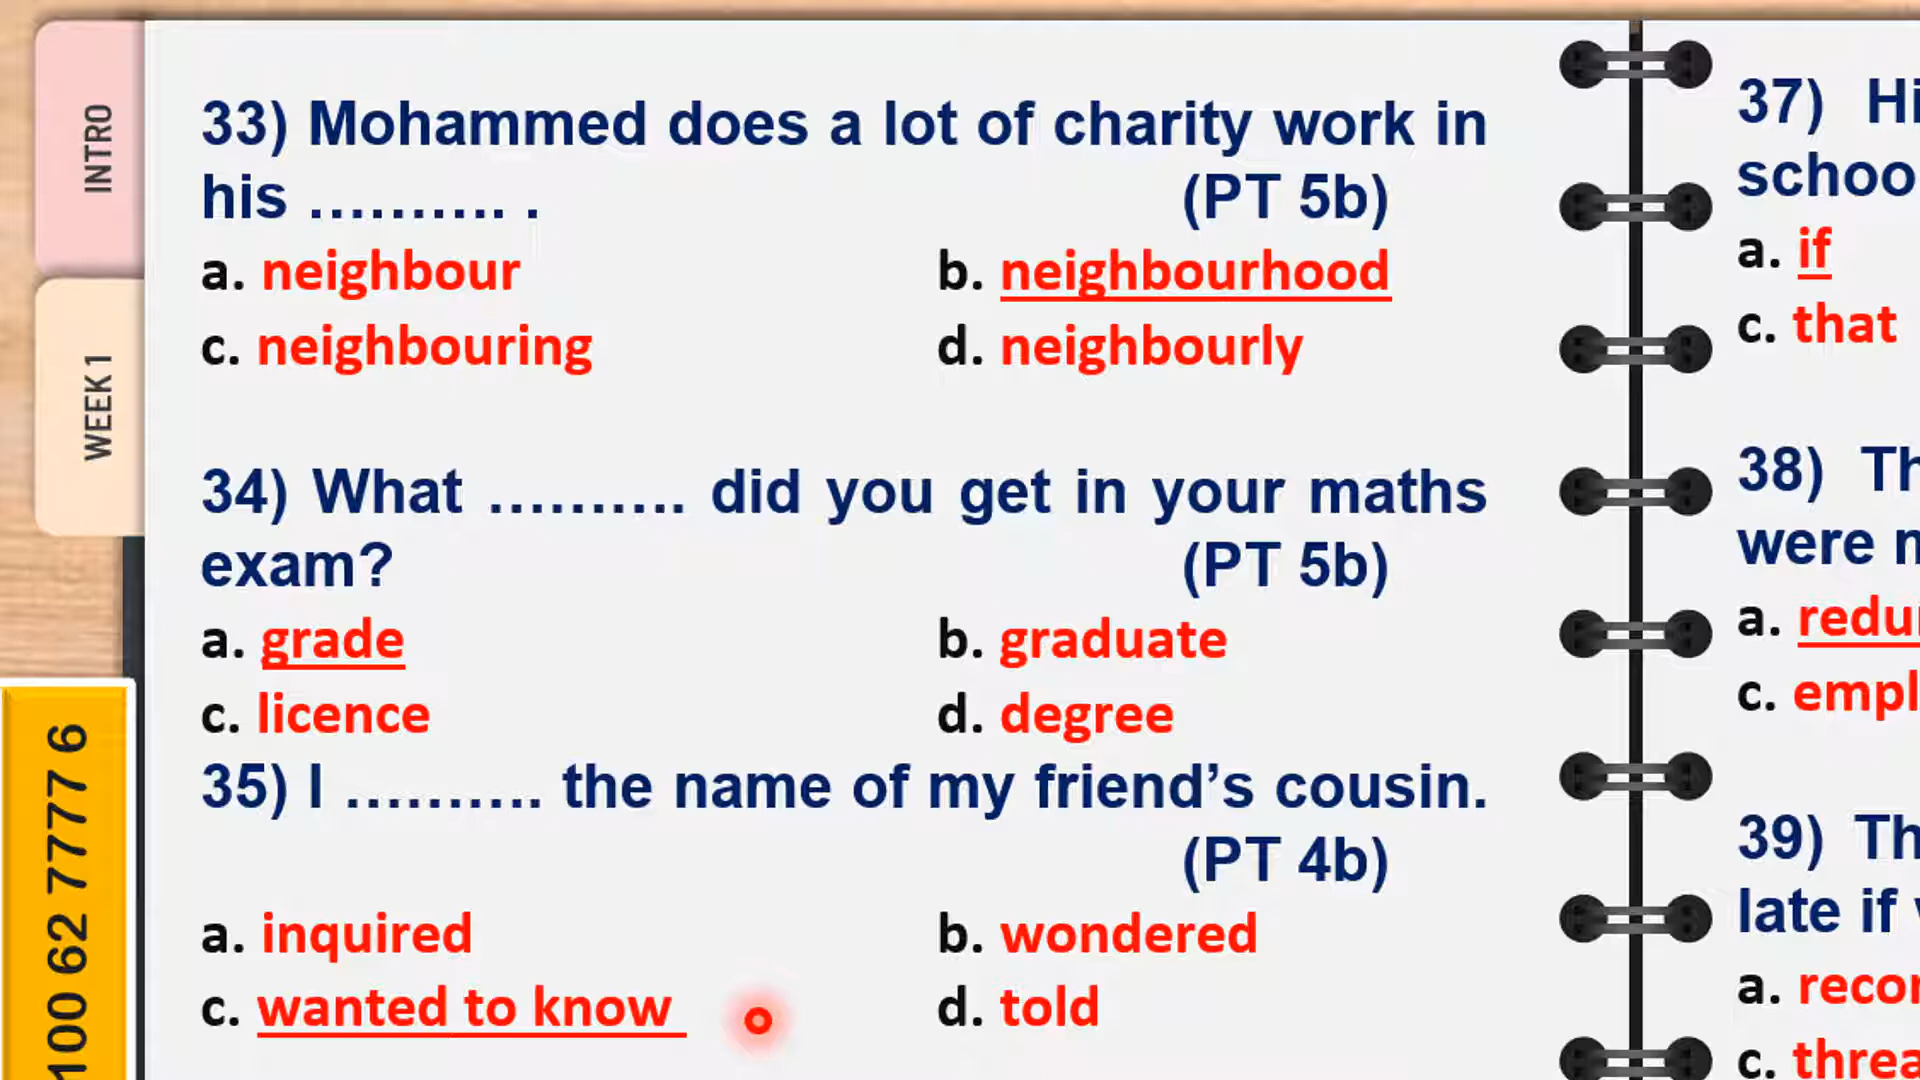 INTRO
WEEK 1
100 62 7777 6
33) Mohammed does a lot of charity work in
his .......... . (PT 5b)
a. neighbour b. neighbourhood
c. neighbouring d. neighbourly
34) What .......... did you get in your maths
exam? (PT 5b)
a. grade b. graduate
c. licence d. degree
35) I .......... the name of my friend’s cousin.
(PT 4b)
a. inquired b. wondered
c. wanted to know d. told
37)
a. if
c. that
38)
were
a.
c.
39)
late if
a.
c.